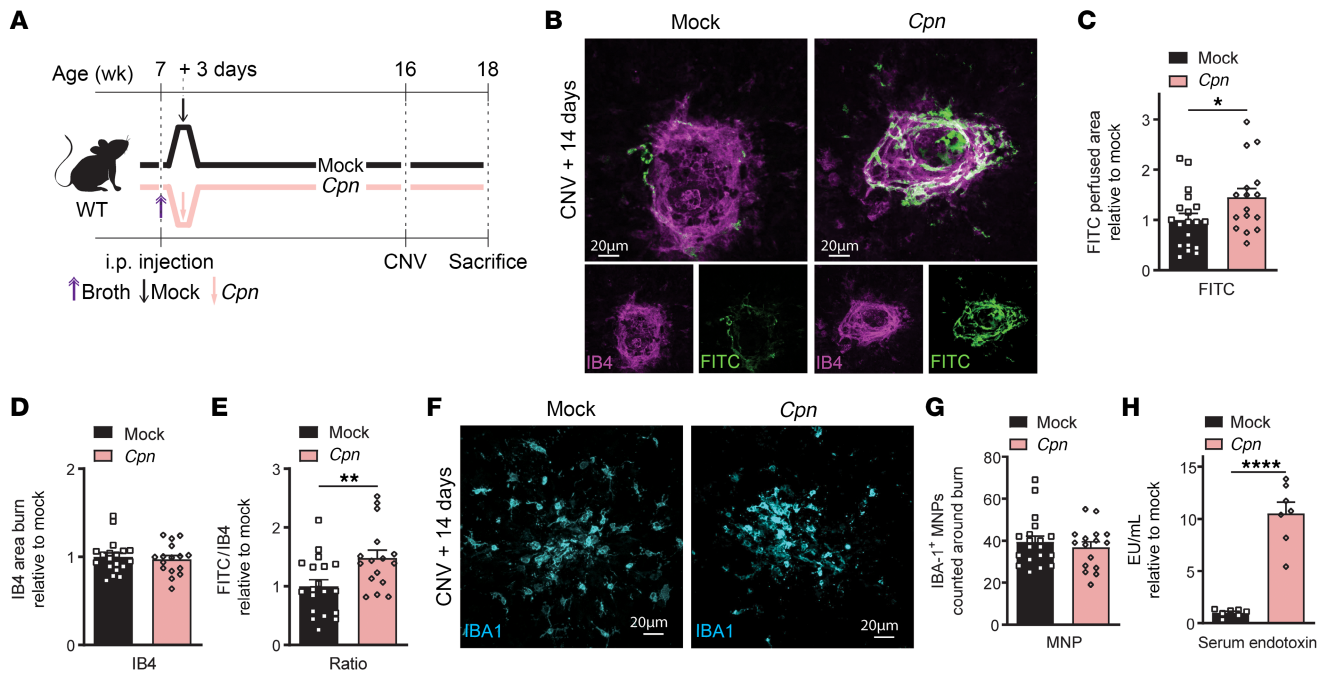 A
Age (wk)
7
+ 3 days
16
18
Mock
Cpn
WT
i.p. injection
CNV
Sacrifice
Broth
Mock
Cpn
B
Mock
Cpn
CNV + 14 days
20µm
20µm
IB4
FITC
IB4
FITC
C
Mock
Cpn
*
FITC perfused area
relative to mock
3
2
1
0
FITC
D
Mock
Cpn
IB4 area burn
relative to mock
2
1
0
IB4
E
Mock
Cpn
**
FITC/IB4
relative to mock
3
2
1
0
Ratio
F
Mock
Cpn
CNV + 14 days
IBA1
20µm
IBA1
20µm
G
Mock
Cpn
IBA-1+ MNPs
counted around burn
80
60
40
20
0
MNP
H
Mock
Cpn
****
EU/mL
relative to mock
15
10
5
0
Serum endotoxin